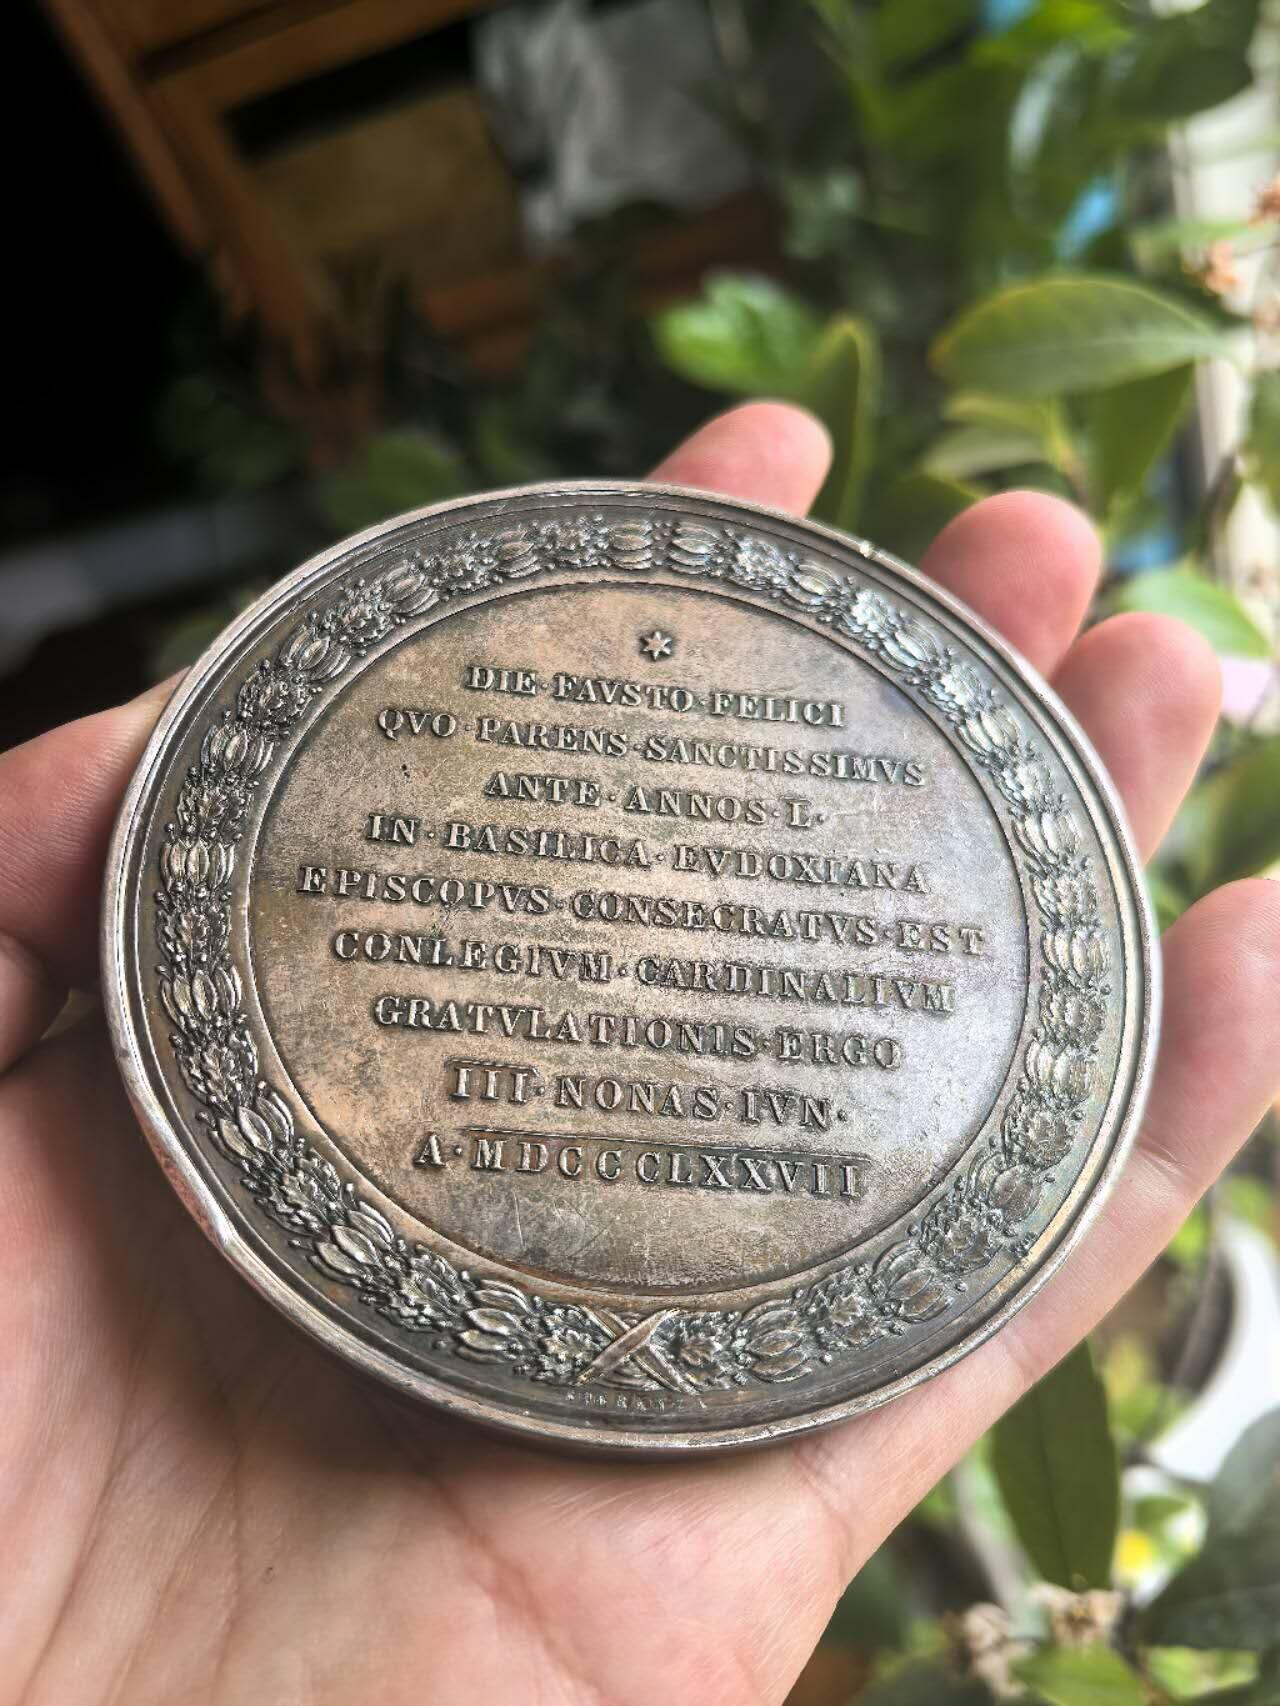 DIE·FAVSTO·FELICI
QVO·PARENS·SANCTISSIMVS
ANTE·ANNOS·L·
IN·BASILICA·EVDOXIANA
EPISCOPVS·CONSECRATVS·EST
CONLEGIVM·CARDINALIVM
GRATVLATIONIS·ERGO
III·NONAS·IVN·
A·MDCCCLXXVII